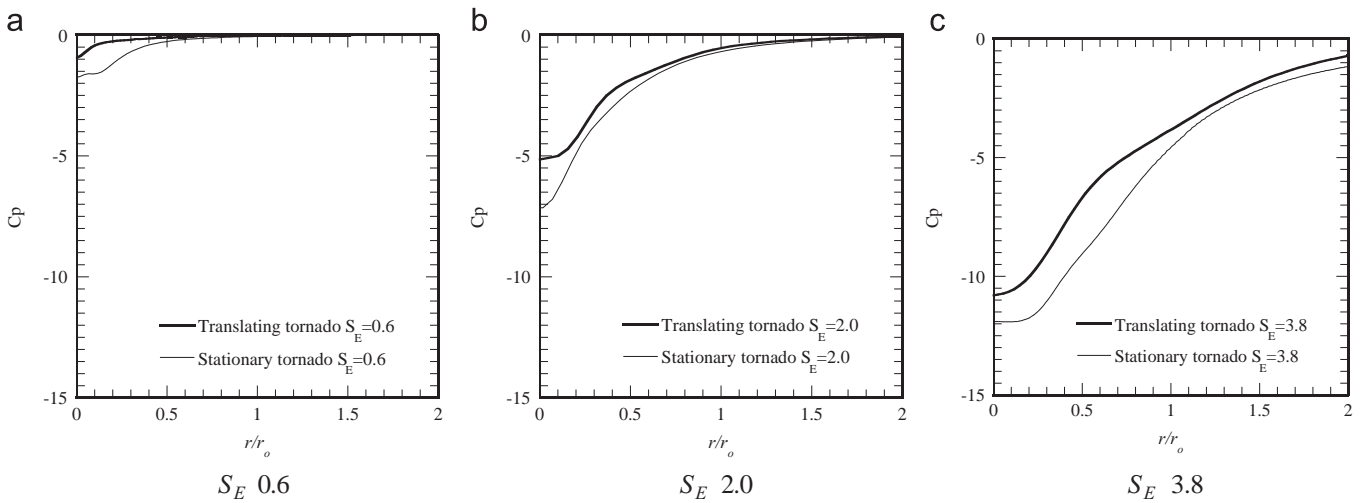 a
0
-5
-10
-15
Cp
Translating tornado S_E=0.6
Stationary tornado S_E=0.6
0 0.5 1 1.5 2
r/r_o
S_E 0.6
b
0
-5
-10
-15
Cp
Translating tornado S_E=2.0
Stationary tornado S_E=2.0
0 0.5 1 1.5 2
r/r_o
S_E 2.0
c
0
-5
-10
-15
Cp
Translating tornado S_E=3.8
Stationary tornado S_E=3.8
0 0.5 1 1.5 2
r/r_o
S_E 3.8